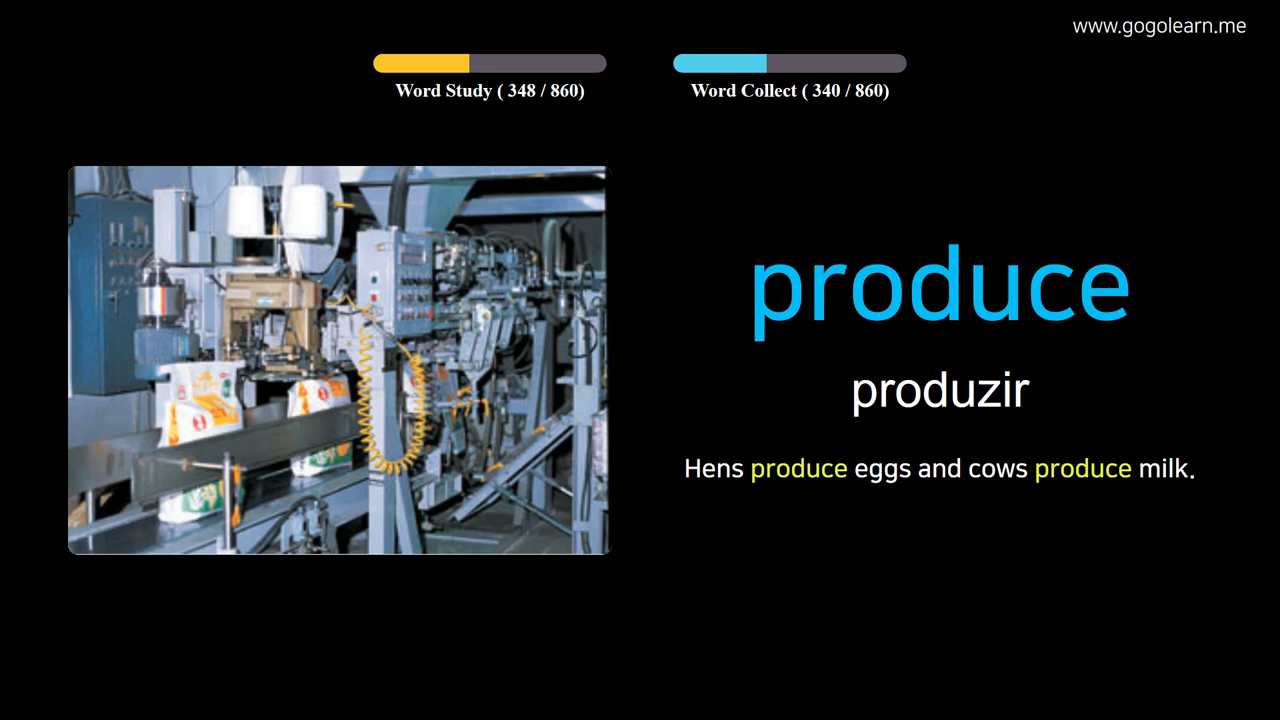 www.gogolearn.me
Word Study ( 348 / 860)
Word Collect ( 340 / 860)
produce
produzir
Hens produce eggs and cows produce milk.